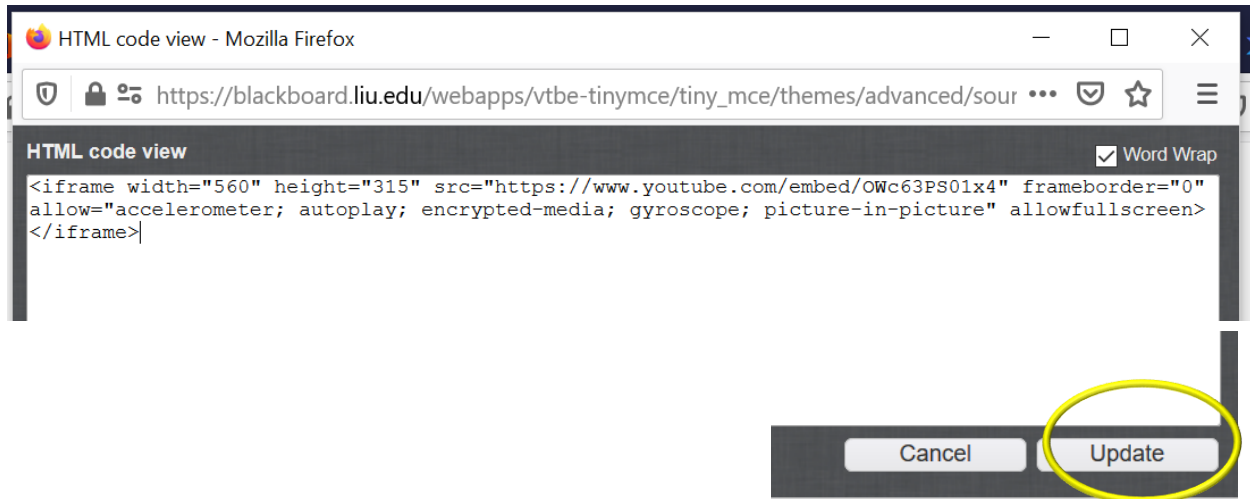 HTML code view - Mozilla Firefox
https://blackboard.liu.edu/webapps/vtbe-tinymce/tiny_mce/themes/advanced/sour
HTML code view
Word Wrap
<iframe width="560" height="315" src="https://www.youtube.com/embed/OWc63PS01x4" frameborder="0"
allow="accelerometer; autoplay; encrypted-media; gyroscope; picture-in-picture" allowfullscreen>
</iframe>
Cancel
Update